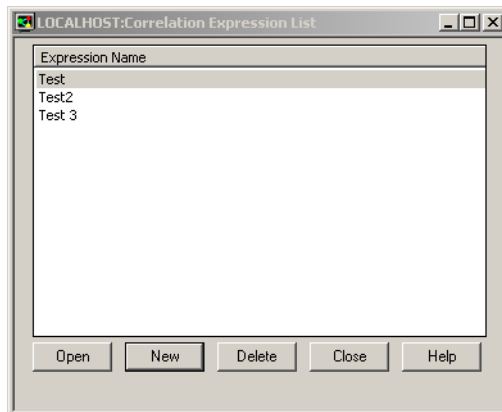 LOCALHOST:Correlation Expression List
Expression Name
Test
Test2
Test 3
Open New Delete Close Help